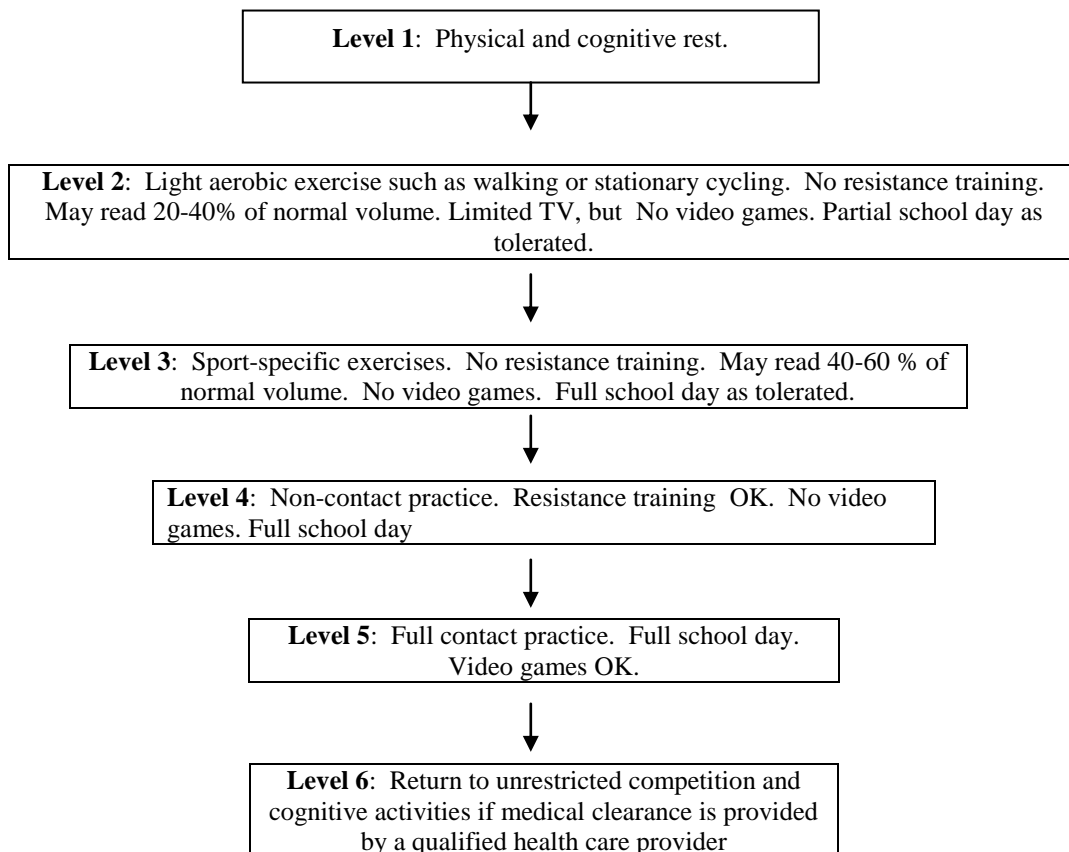 Level 1: Physical and cognitive rest.
Level 2: Light aerobic exercise such as walking or stationary cycling. No resistance training.
May read 20-40% of normal volume. Limited TV, but No video games. Partial school day as
tolerated.
Level 3: Sport-specific exercises. No resistance training. May read 40-60 % of
normal volume. No video games. Full school day as tolerated.
Level 4: Non-contact practice. Resistance training OK. No video
games. Full school day
Level 5: Full contact practice. Full school day.
Video games OK.
Level 6: Return to unrestricted competition and
cognitive activities if medical clearance is provided
by a qualified health care provider